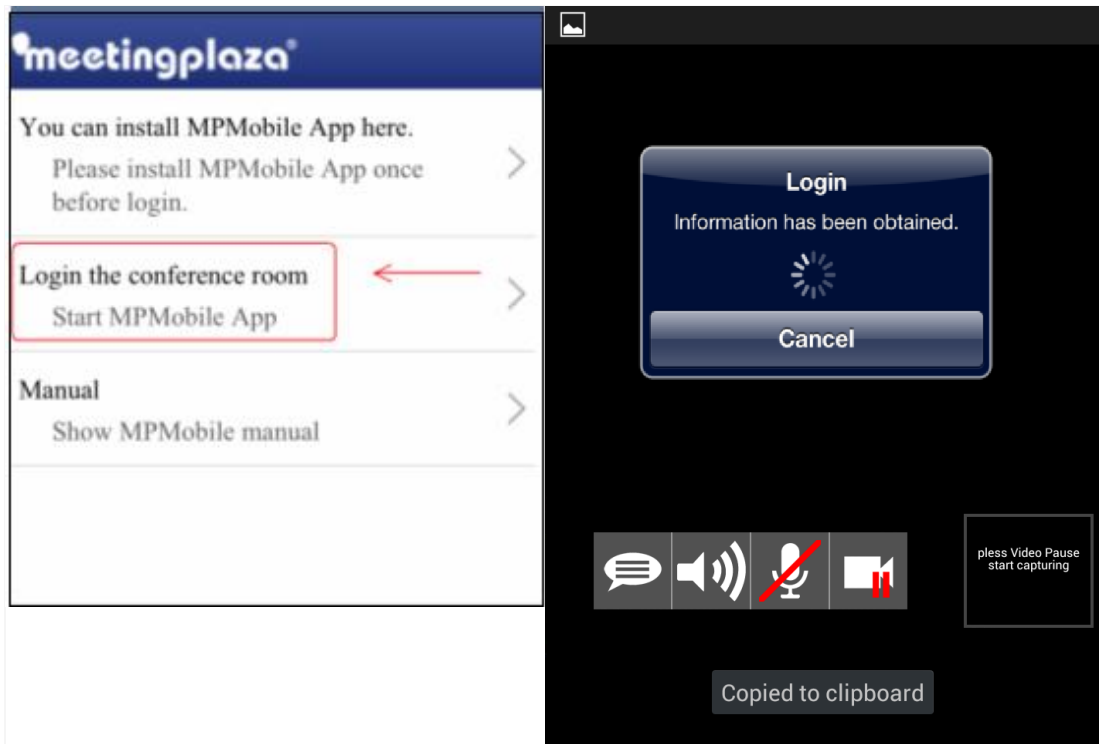 meetingplaza®
You can install MPMobile App here.
Please install MPMobile App once
before login.
Login the conference room
Start MPMobile App
Manual
Show MPMobile manual
Login
Information has been obtained.
Cancel
pless Video Pause
start capturing
Copied to clipboard